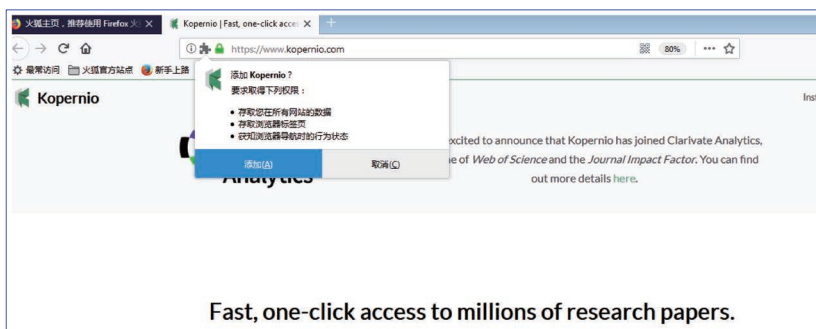 火狐主页，推荐使用 Firefox 火
Kopernio | Fast, one-click acces
https://www.kopernio.com
80%
最常访问 火狐官方站点 新手上路
Kopernio
添加 Kopernio？
要求取得下列权限：
• 存取您在所有网站的数据
• 存取浏览器标签页
• 获知浏览器导航时的行为状态
添加(A) 取消(C)
Inst
excited to announce that Kopernio has joined Clarivate Analytics,
e of Web of Science and the Journal Impact Factor. You can find
out more details here.
Analytics
Fast, one-click access to millions of research papers.